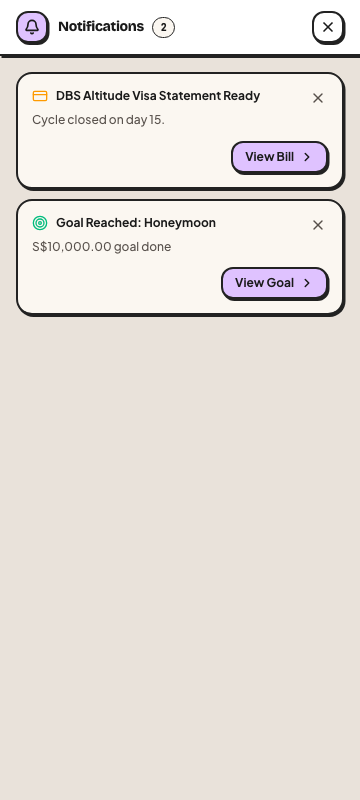 Notifications 2
DBS Altitude Visa Statement Ready
Cycle closed on day 15.
View Bill
Goal Reached: Honeymoon
S$10,000.00 goal done
View Goal